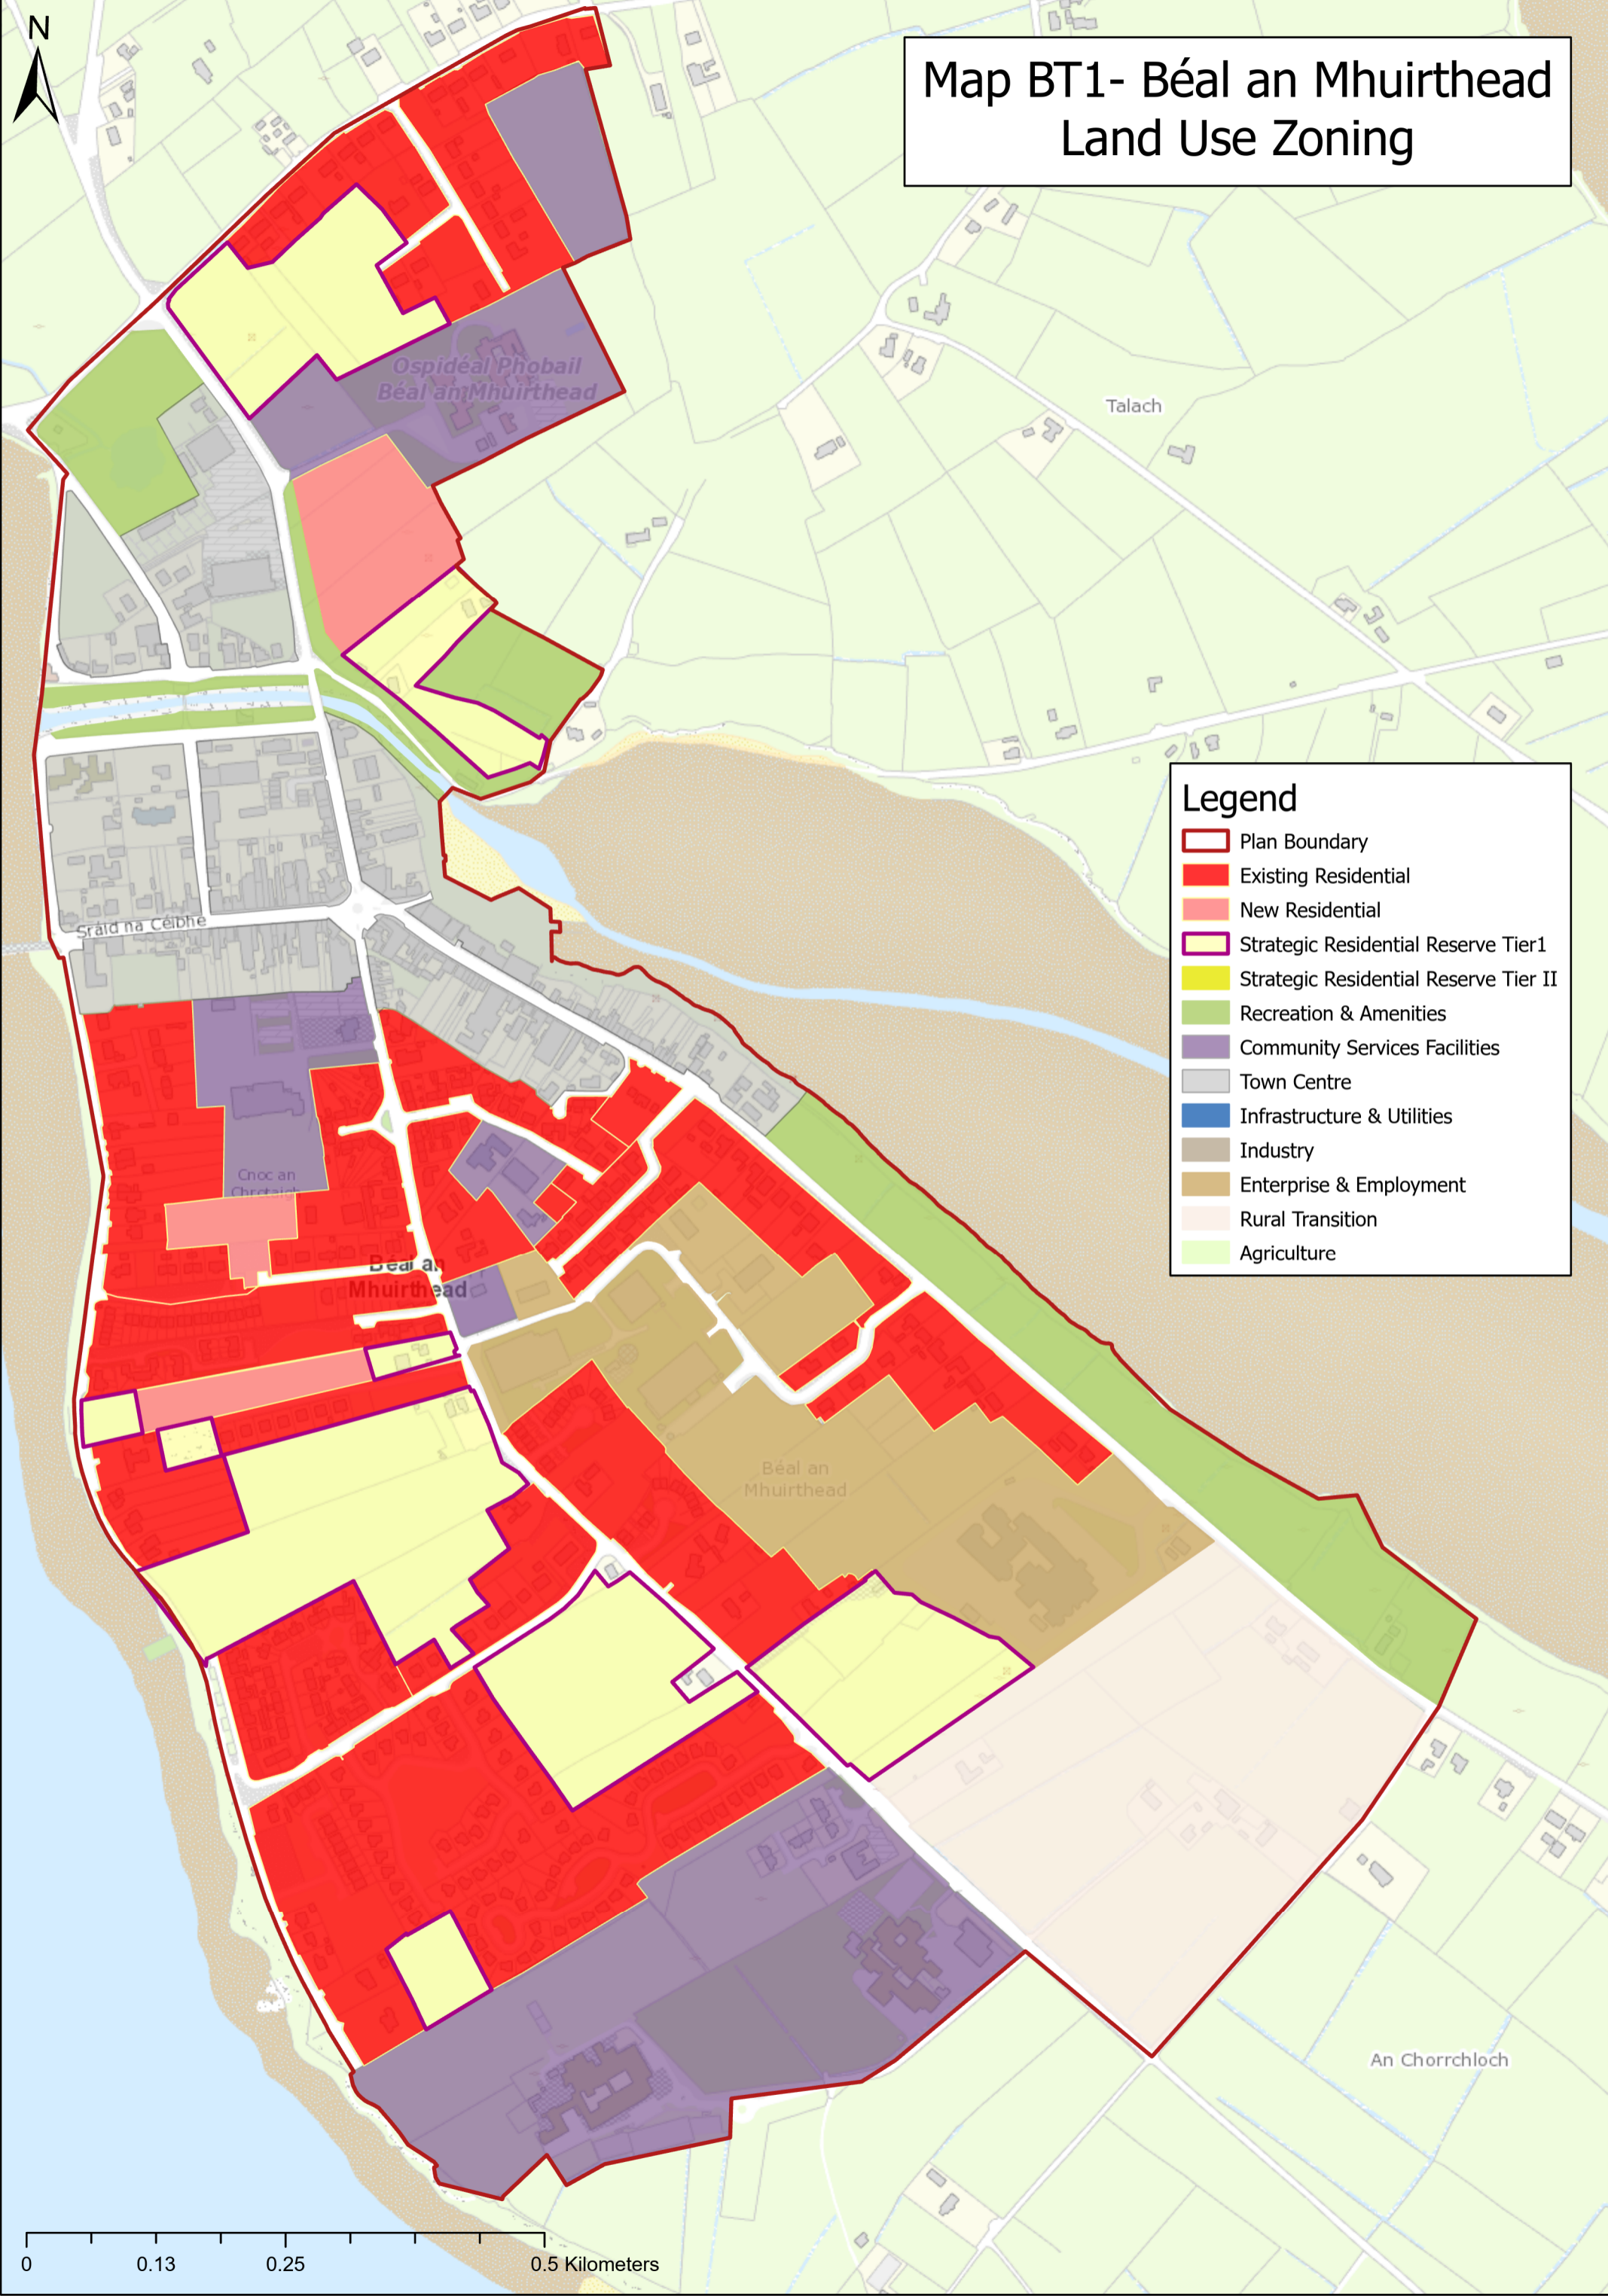 N
Map BT1- Béal an Mhuirthead
Land Use Zoning
Ospidéal Phobail
Béal an Mhuirthead
Talach
Sráid na Céibhe
Legend
Plan Boundary
Existing Residential
New Residential
Strategic Residential Reserve Tier1
Strategic Residential Reserve Tier II
Recreation & Amenities
Community Services Facilities
Town Centre
Infrastructure & Utilities
Industry
Enterprise & Employment
Rural Transition
Agriculture
Cnoc an
Béal an
Mhuirthead
Béal an
Mhuirthead
An Chorrchloch
0 0.13 0.25 0.5 Kilometers